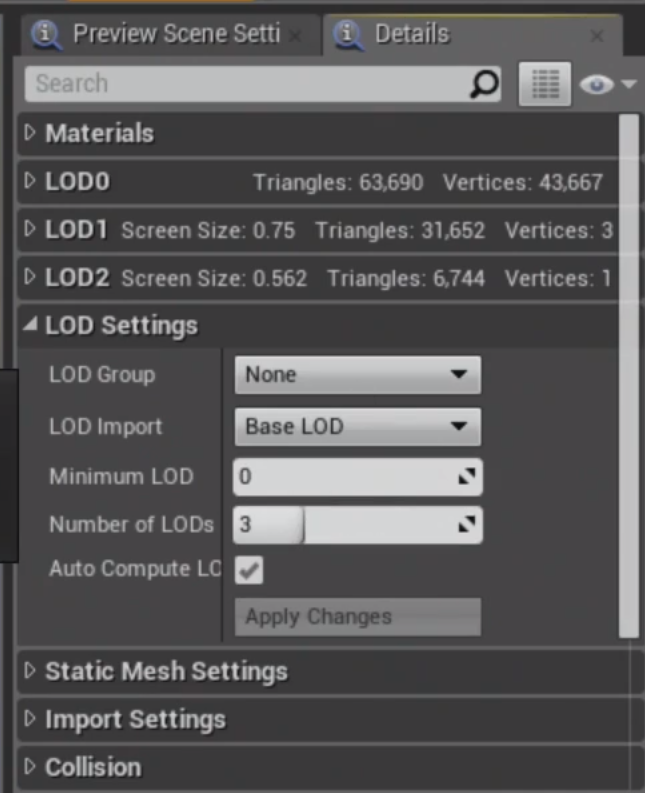 Preview Scene Setti
Details
Search
Materials
LOD0 Triangles: 63,690 Vertices: 43,667
LOD1 Screen Size: 0.75 Triangles: 31,652 Vertices: 3
LOD2 Screen Size: 0.562 Triangles: 6,744 Vertices: 1
LOD Settings
LOD Group None
LOD Import Base LOD
Minimum LOD 0
Number of LODs 3
Auto Compute LO
Apply Changes
Static Mesh Settings
Import Settings
Collision